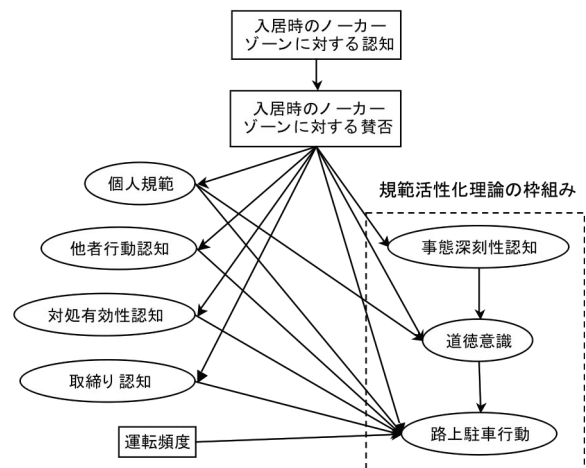 入居時のノーカー
ゾーンに対する認知
入居時のノーカー
ゾーンに対する賛否
個人規範
規範活性化理論の枠組み
他者行動認知
事態深刻性認知
対処有効性認知
道徳意識
取締り認知
運転頻度
路上駐車行動